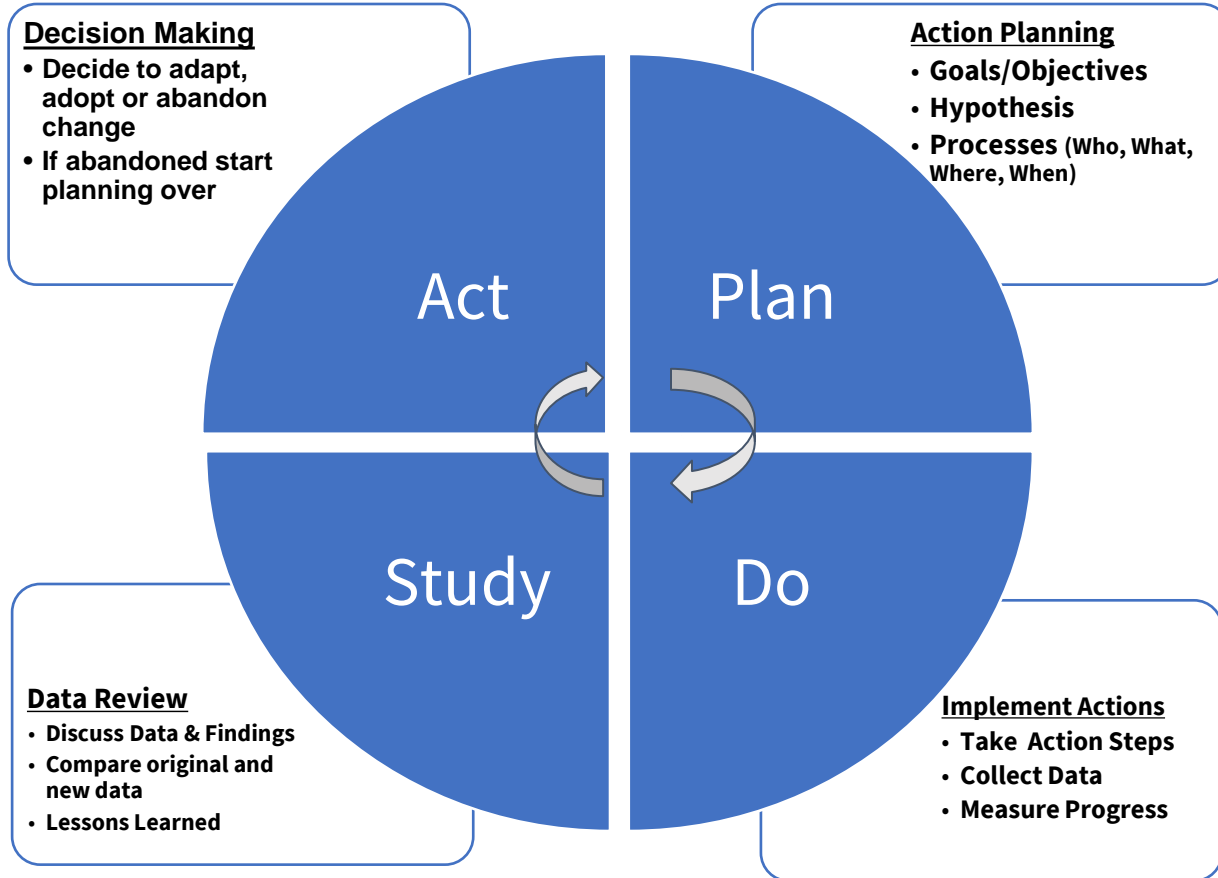 Decision Making
• Decide to adapt,
adopt or abandon
change
• If abandoned start
planning over
Action Planning
• Goals/Objectives
• Hypothesis
• Processes (Who, What,
Where, When)
Act
Plan
Study
Do
Data Review
• Discuss Data & Findings
• Compare original and
new data
• Lessons Learned
Implement Actions
• Take Action Steps
• Collect Data
• Measure Progress